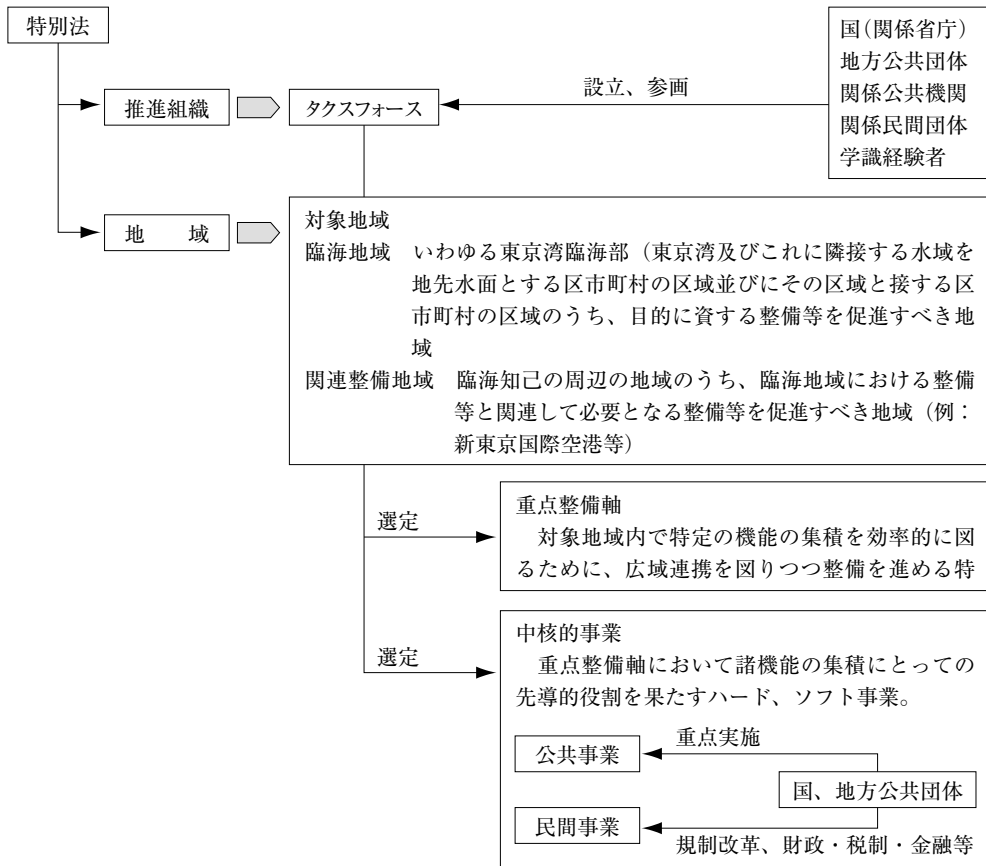 特別法
国(関係省庁)
地方公共団体
関係公共機関
関係民間団体
学識経験者
設立、参画
推進組織
タクスフォース
地　　域
対象地域
臨海地域　いわゆる東京湾臨海部（東京湾及びこれに隣接する水域を
地先水面とする区市町村の区域並びにその区域と接する区
市町村の区域のうち、目的に資する整備等を促進すべき地
域
関連整備地域　臨海知己の周辺の地域のうち、臨海地域における整備
等と関連して必要となる整備等を促進すべき地域（例：
新東京国際空港等）
選定
重点整備軸
対象地域内で特定の機能の集積を効率的に図
るために、広域連携を図りつつ整備を進める特
選定
中核的事業
重点整備軸において諸機能の集積にとっての
先導的役割を果たすハード、ソフト事業。
公共事業
重点実施
国、地方公共団体
民間事業
規制改革、財政・税制・金融等